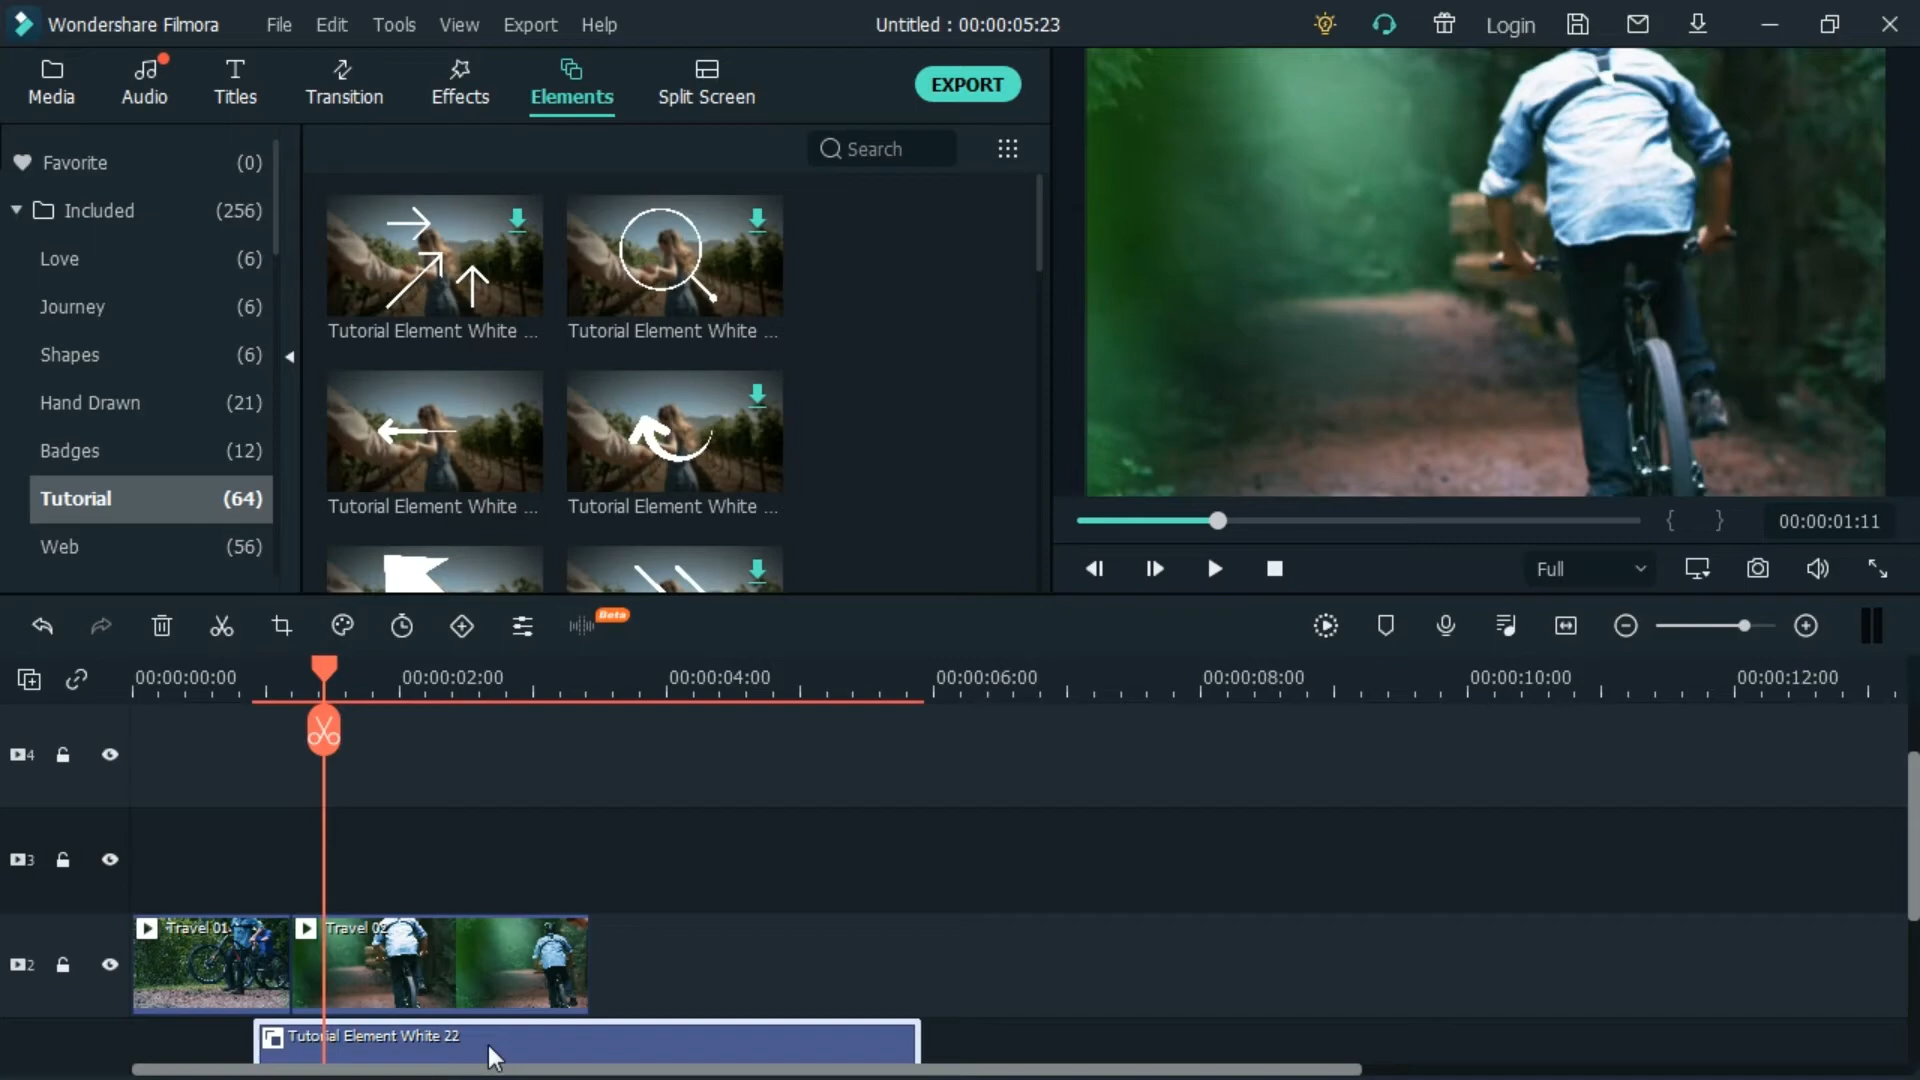 Wondershare Filmora File Edit Tools View Export Help Untitled : 00:00:05:23 Login
Media Audio Titles Transition Effects Elements Split Screen EXPORT
Favorite (0)
Included (256)
Love (6)
Journey (6)
Shapes (6)
Hand Drawn (21)
Badges (12)
Tutorial (64)
Web (56)
Search
Tutorial Element White ... Tutorial Element White ...
Tutorial Element White ... Tutorial Element White ...
{ } 00:00:01:11
Full
Beta
00:00:00:00 00:00:02:00 00:00:04:00 00:00:06:00 00:00:08:00 00:00:10:00 00:00:12:00
4
3
Travel 01 Travel 02
2
Tutorial Element White 22